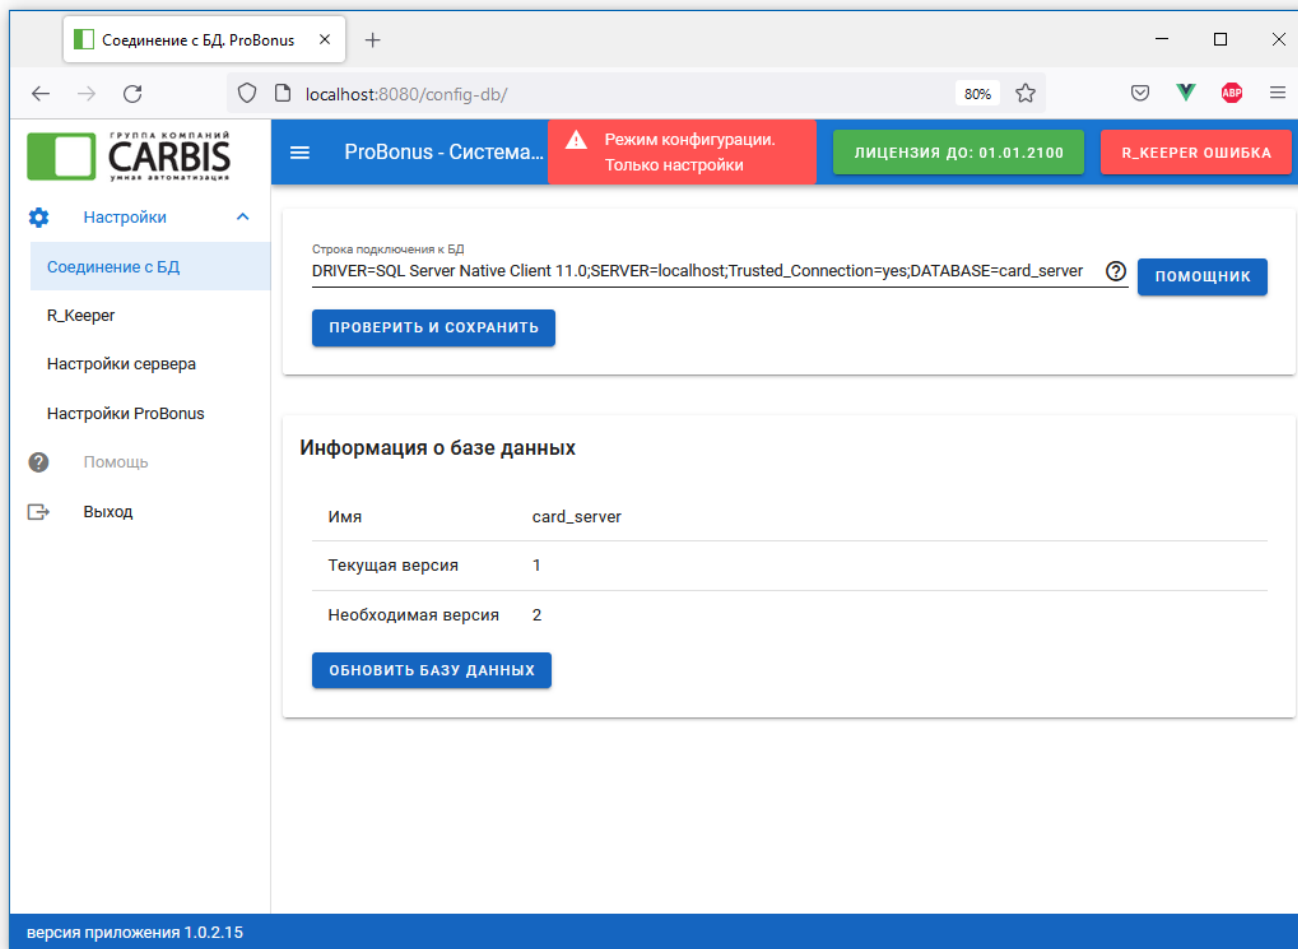 Соединение с БД. ProBonus
localhost:8080/config-db/
80%
ABP
ГРУППА КОМПАНИЙ
CARBIS
умная автоматизация
ProBonus - Система...
Режим конфигурации.
Только настройки
ЛИЦЕНЗИЯ ДО: 01.01.2100
R_KEEPER ОШИБКА
Настройки
Соединение с БД
R_Keeper
Настройки сервера
Настройки ProBonus
Помощь
Выход
Строка подключения к БД
DRIVER=SQL Server Native Client 11.0;SERVER=localhost;Trusted_Connection=yes;DATABASE=card_server
ПОМОЩНИК
ПРОВЕРИТЬ И СОХРАНИТЬ
Информация о базе данных
Имя card_server
Текущая версия 1
Необходимая версия 2
ОБНОВИТЬ БАЗУ ДАННЫХ
версия приложения 1.0.2.15